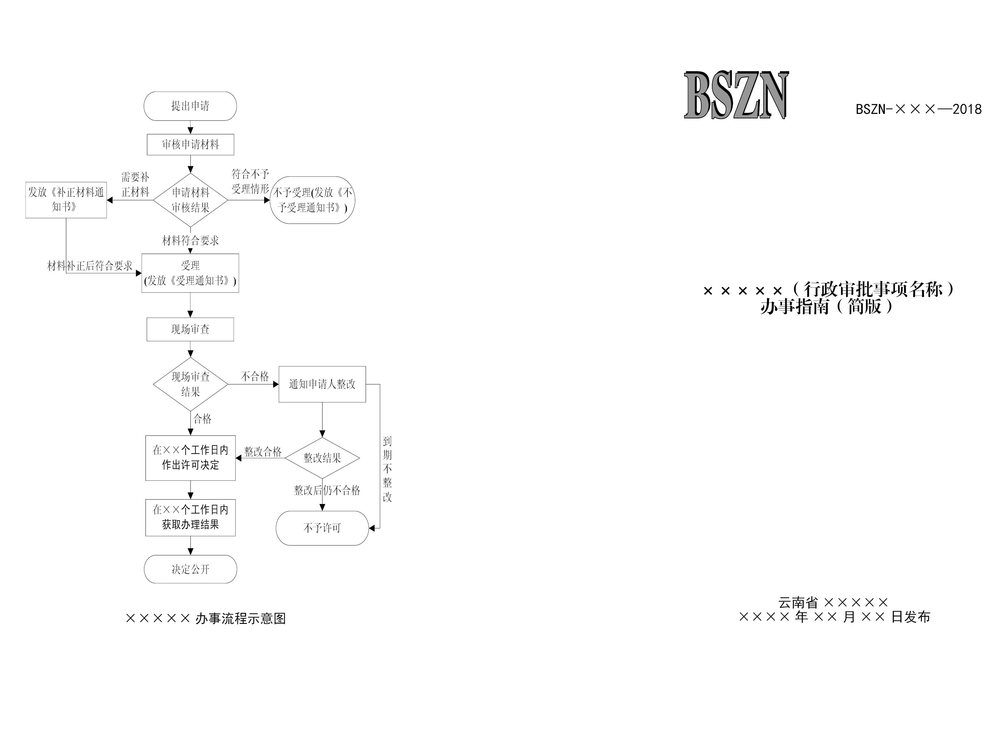 提出申请
审核申请材料
需要补
正材料
符合不予
受理情形
发放《补正材料通
知书》
申请材料
审核结果
不予受理(发放《不
予受理通知书》)
材料符合要求
材料补正后符合要求
受理
(发放《受理通知书》)
现场审查
现场审查
结果
不合格
通知申请人整改
合格
到
期
不
整
改
在××个工作日内
作出许可决定
整改合格
整改结果
整改后仍不合格
在××个工作日内
获取办理结果
不予许可
决定公开
×××××办事流程示意图
BSZN
BSZN-×××—2018
×××××（行政审批事项名称）
办事指南（简版）
云南省×××××
××××年××月××日发布